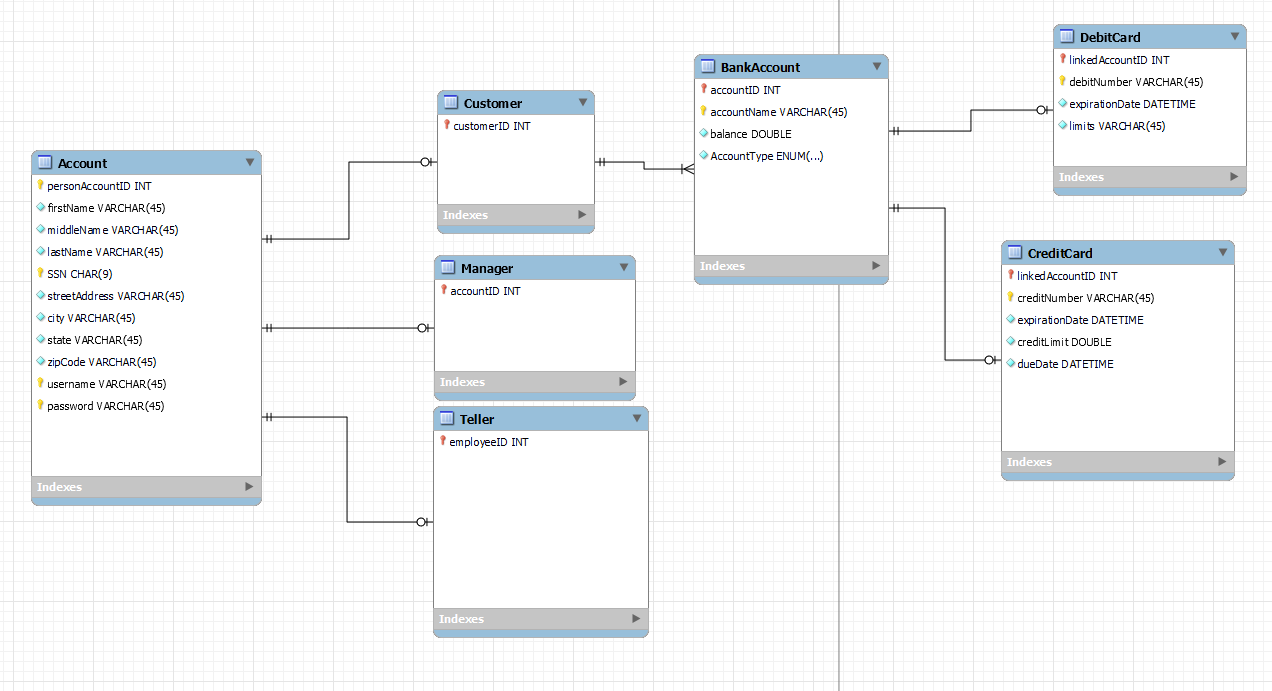 Account
personAccountID INT
firstName VARCHAR(45)
middleName VARCHAR(45)
lastName VARCHAR(45)
SSN CHAR(9)
streetAddress VARCHAR(45)
city VARCHAR(45)
state VARCHAR(45)
zipCode VARCHAR(45)
username VARCHAR(45)
password VARCHAR(45)
Indexes
Customer
customerID INT
Indexes
Manager
accountID INT
Indexes
Teller
employeeID INT
Indexes
BankAccount
accountID INT
accountName VARCHAR(45)
balance DOUBLE
AccountType ENUM(...)
Indexes
DebitCard
linkedAccountID INT
debitNumber VARCHAR(45)
expirationDate DATETIME
limits VARCHAR(45)
Indexes
CreditCard
linkedAccountID INT
creditNumber VARCHAR(45)
expirationDate DATETIME
creditLimit DOUBLE
dueDate DATETIME
Indexes